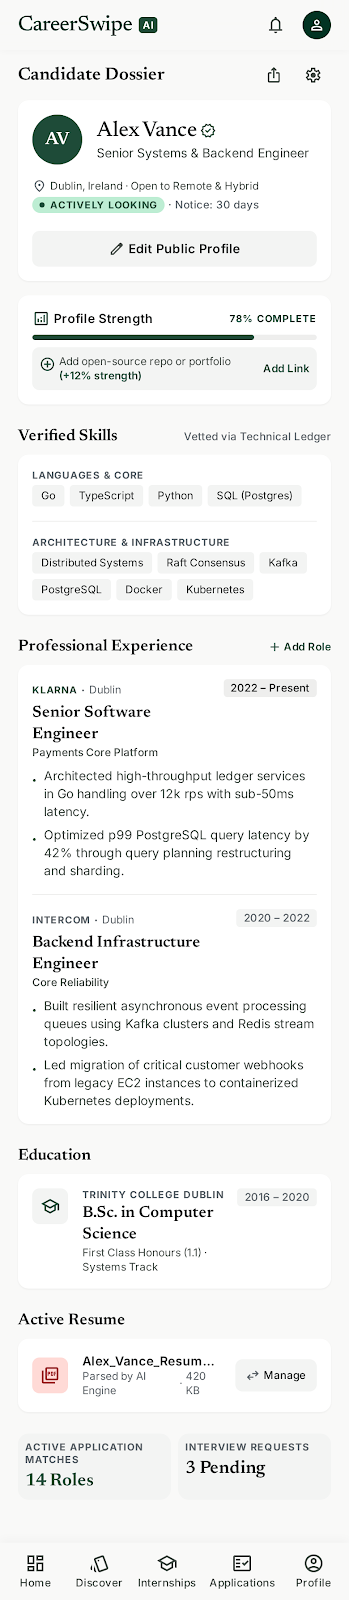 CareerSwipe AI
Candidate Dossier
AV
Alex Vance
Senior Systems & Backend Engineer
Dublin, Ireland · Open to Remote & Hybrid
ACTIVELY LOOKING · Notice: 30 days
Edit Public Profile
Profile Strength
78% COMPLETE
Add open-source repo or portfolio
(+12% strength)
Add Link
Verified Skills
Vetted via Technical Ledger
LANGUAGES & CORE
Go TypeScript Python SQL (Postgres)
ARCHITECTURE & INFRASTRUCTURE
Distributed Systems Raft Consensus Kafka
PostgreSQL Docker Kubernetes
Professional Experience
+ Add Role
KLARNA · Dublin
2022 – Present
Senior Software
Engineer
Payments Core Platform
• Architected high-throughput ledger services
in Go handling over 12k rps with sub-50ms
latency.
• Optimized p99 PostgreSQL query latency by
42% through query planning restructuring
and sharding.
INTERCOM · Dublin
2020 – 2022
Backend Infrastructure
Engineer
Core Reliability
• Built resilient asynchronous event processing
queues using Kafka clusters and Redis stream
topologies.
• Led migration of critical customer webhooks
from legacy EC2 instances to containerized
Kubernetes deployments.
Education
TRINITY COLLEGE DUBLIN
2016 – 2020
B.Sc. in Computer
Science
First Class Honours (1.1) ·
Systems Track
Active Resume
PDF
Alex_Vance_Resum...
Parsed by AI
Engine
· 420
KB
Manage
ACTIVE APPLICATION
MATCHES
14 Roles
INTERVIEW REQUESTS
3 Pending
Home Discover Internships Applications Profile